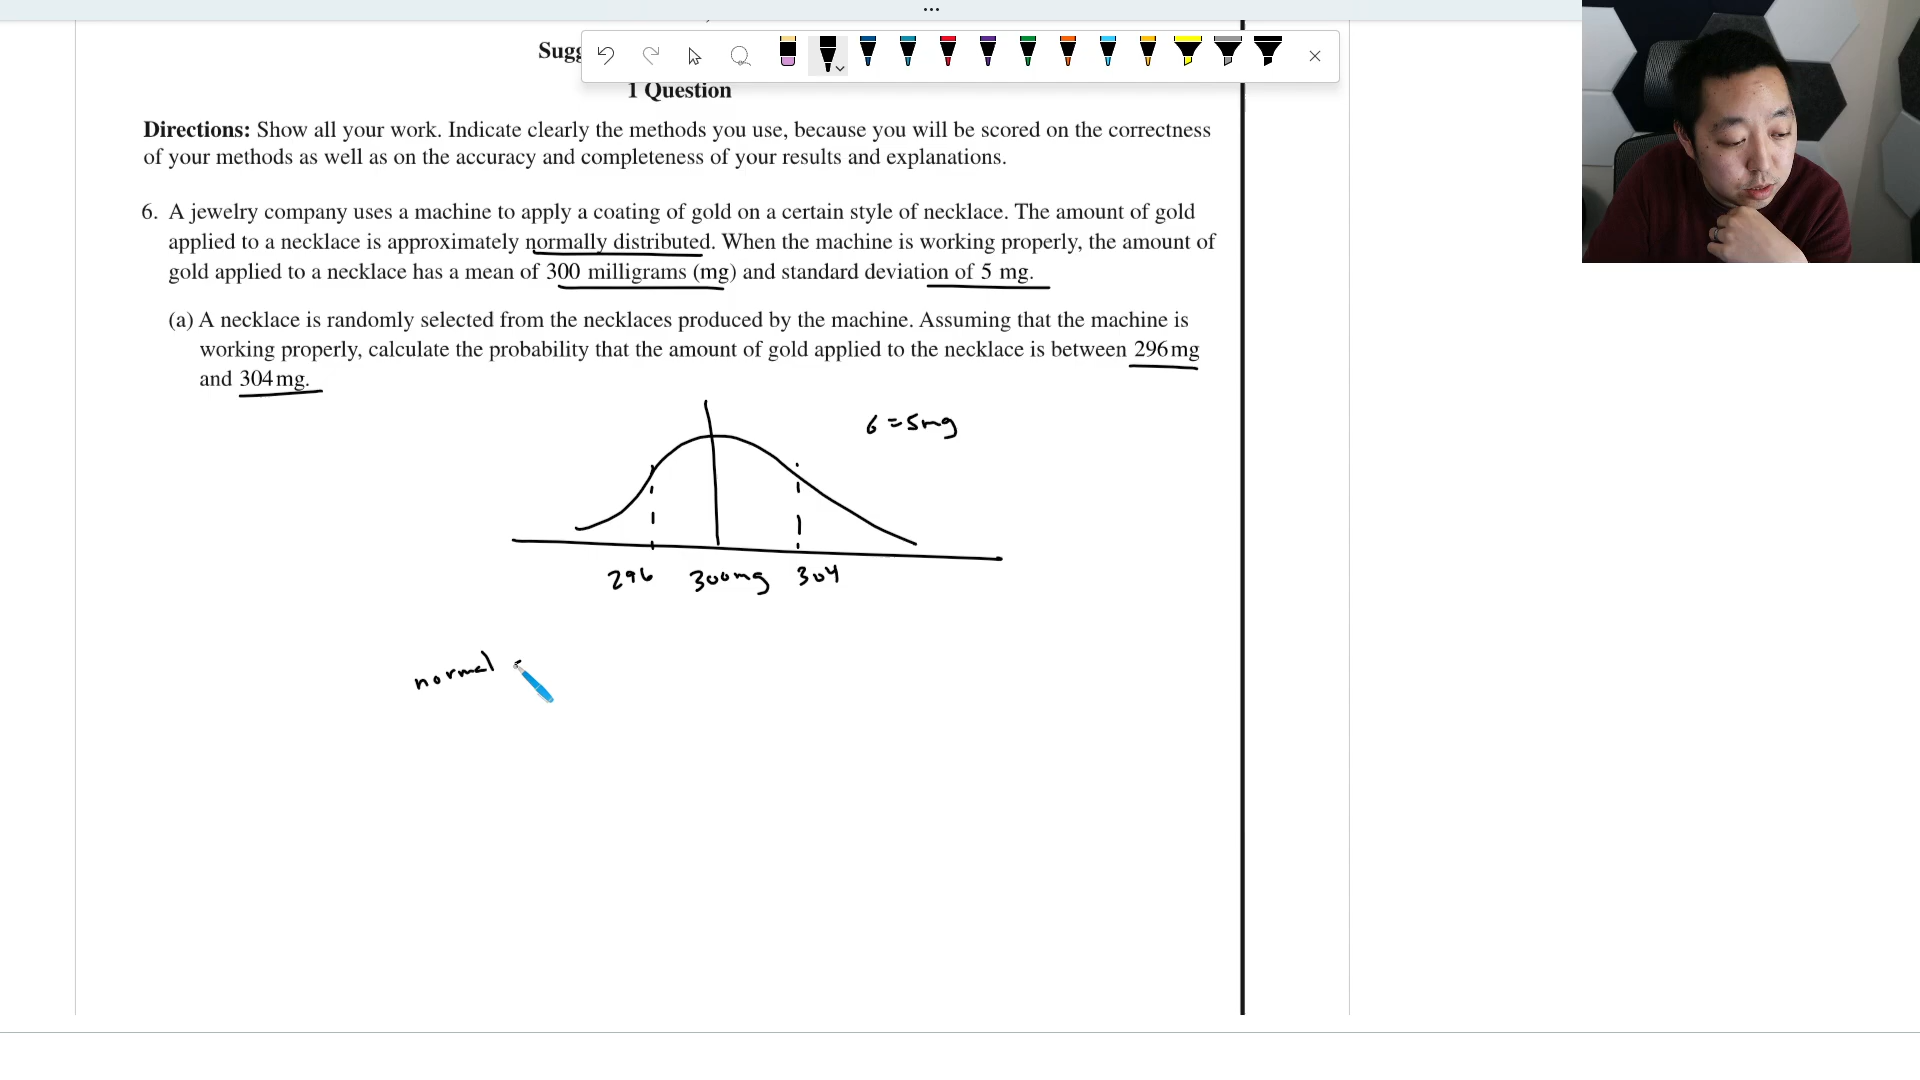 Sugg
1 Question
Directions: Show all your work. Indicate clearly the methods you use, because you will be scored on the correctness
of your methods as well as on the accuracy and completeness of your results and explanations.
6. A jewelry company uses a machine to apply a coating of gold on a certain style of necklace. The amount of gold
applied to a necklace is approximately normally distributed. When the machine is working properly, the amount of
gold applied to a necklace has a mean of 300 milligrams (mg) and standard deviation of 5 mg.
(a) A necklace is randomly selected from the necklaces produced by the machine. Assuming that the machine is
working properly, calculate the probability that the amount of gold applied to the necklace is between 296 mg
and 304 mg.
σ = 5mg
296 300mg 304
normal